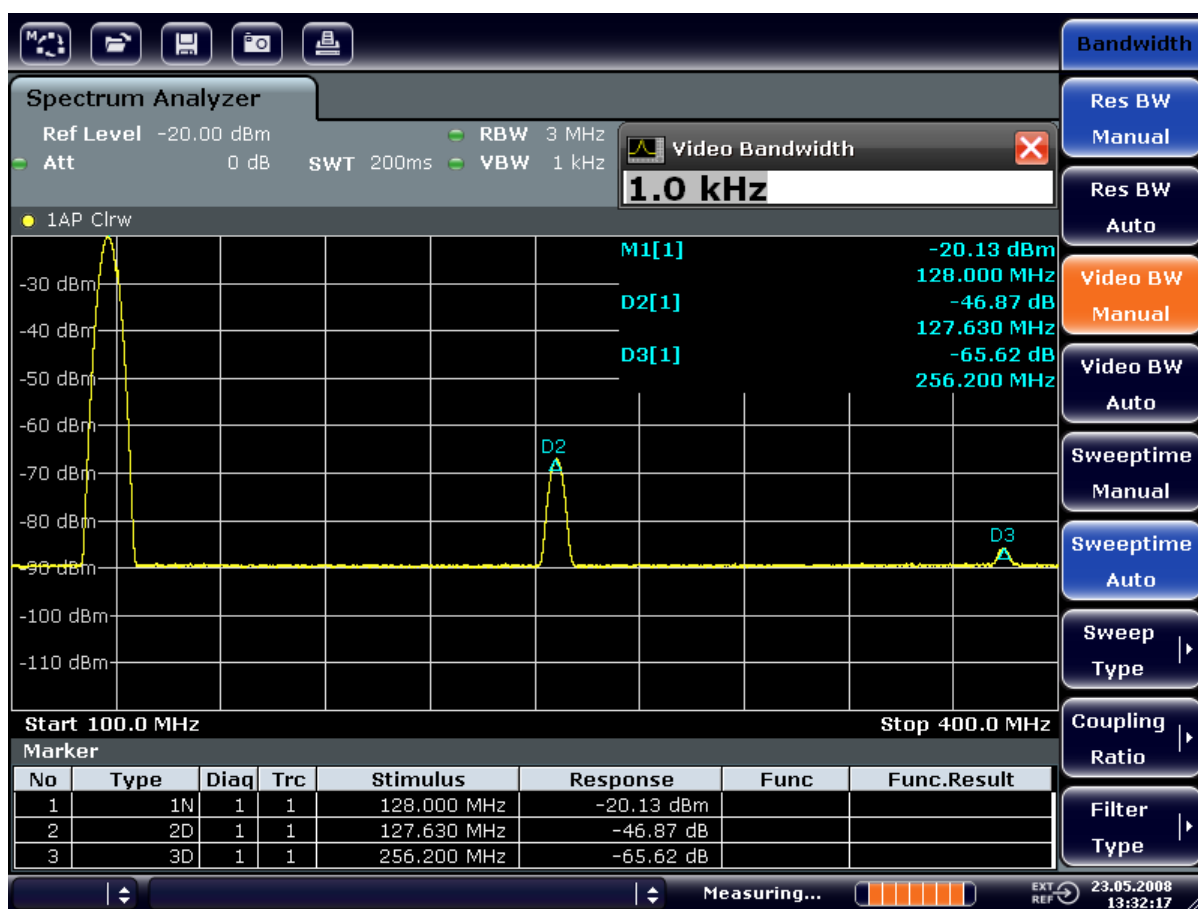 Bandwidth
Spectrum Analyzer
Ref Level -20.00 dBm RBW 3 MHz
Att 0 dB SWT 200ms VBW 1 kHz
Video Bandwidth
1.0 kHz
1AP Clrw
M1[1] -20.13 dBm
128.000 MHz
D2[1] -46.87 dB
127.630 MHz
D3[1] -65.62 dB
256.200 MHz
-30 dBm
-40 dBm
-50 dBm
-60 dBm
-70 dBm
-80 dBm
-90 dBm
-100 dBm
-110 dBm
D2
D3
Start 100.0 MHz Stop 400.0 MHz
Marker
No Type Diaq Trc Stimulus Response Func Func.Result
1 1N 1 1 128.000 MHz -20.13 dBm
2 2D 1 1 127.630 MHz -46.87 dB
3 3D 1 1 256.200 MHz -65.62 dB
Res BW
Manual
Res BW
Auto
Video BW
Manual
Video BW
Auto
Sweeptime
Manual
Sweeptime
Auto
Sweep
Type
Coupling
Ratio
Filter
Type
Measuring...
EXT
REF
23.05.2008
13:32:17
M